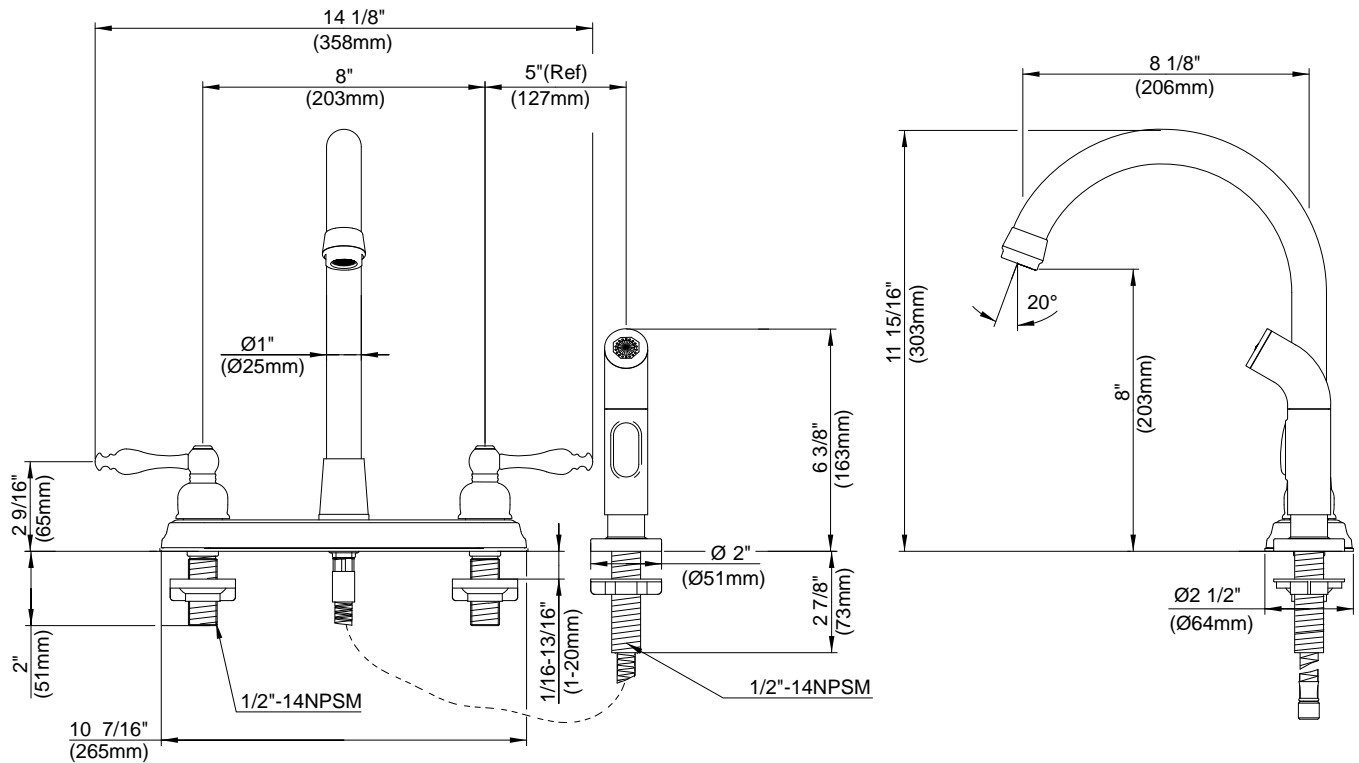 14 1/8"
(358mm)
8"
(203mm)
5"(Ref)
(127mm)
8 1/8"
(206mm)
Ø1"
(Ø25mm)
20°
11 15/16"
(303mm)
8"
(203mm)
6 3/8"
(163mm)
2 9/16"
(65mm)
Ø 2"
(Ø51mm)
2 7/8"
(73mm)
Ø2 1/2"
(Ø64mm)
2"
(51mm)
1/16-13/16"
(1-20mm)
1/2"-14NPSM
1/2"-14NPSM
10 7/16"
(265mm)